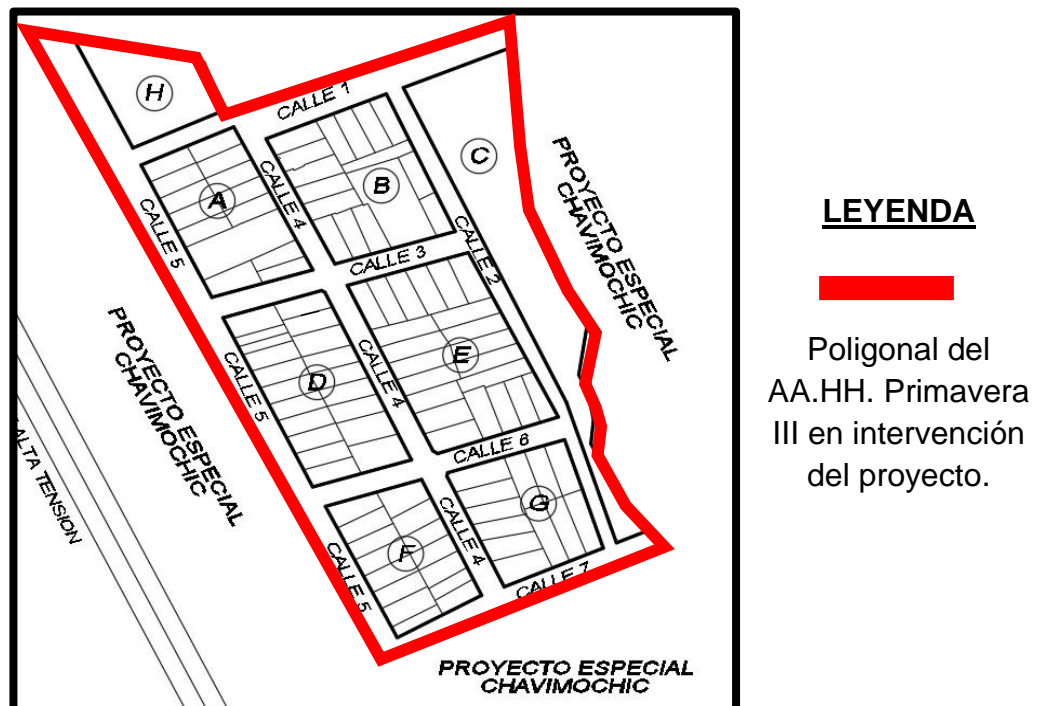 H
CALLE 1
C
PROYECTO ESPECIAL
CHAVIMOCHIC
A
CALLE 4
B
CALLE 5
CALLE 3
CALLE 2
PROYECTO ESPECIAL
CHAVIMOCHIC
D
CALLE 5
CALLE 4
E
ALTA TENSION
CALLE 6
F
CALLE 5
CALLE 4
G
CALLE 7
PROYECTO ESPECIAL
CHAVIMOCHIC
LEYENDA
Poligonal del
AA.HH. Primavera
III en intervención
del proyecto.